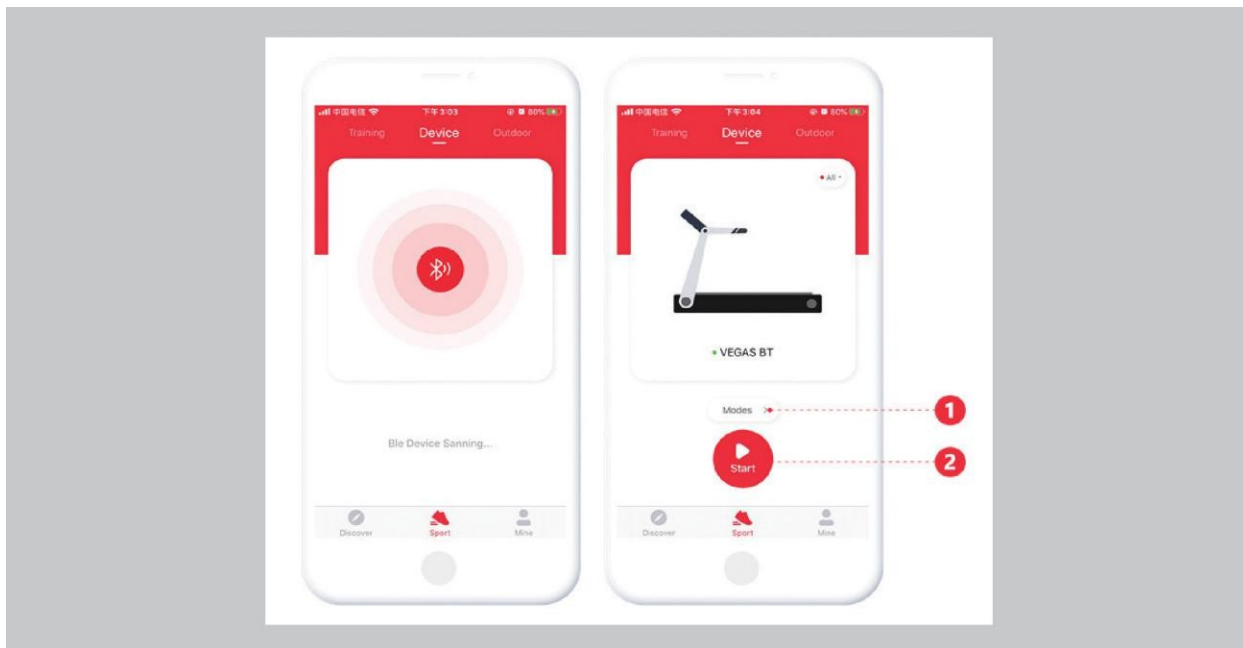 中国电信 下午3:03 80%
Training Device Outdoor
Ble Device Sanning...
Discover Sport Mine
中国电信 下午3:04 80%
Training Device Outdoor
All
VEGAS BT
Modes
Start
Discover Sport Mine
1
2